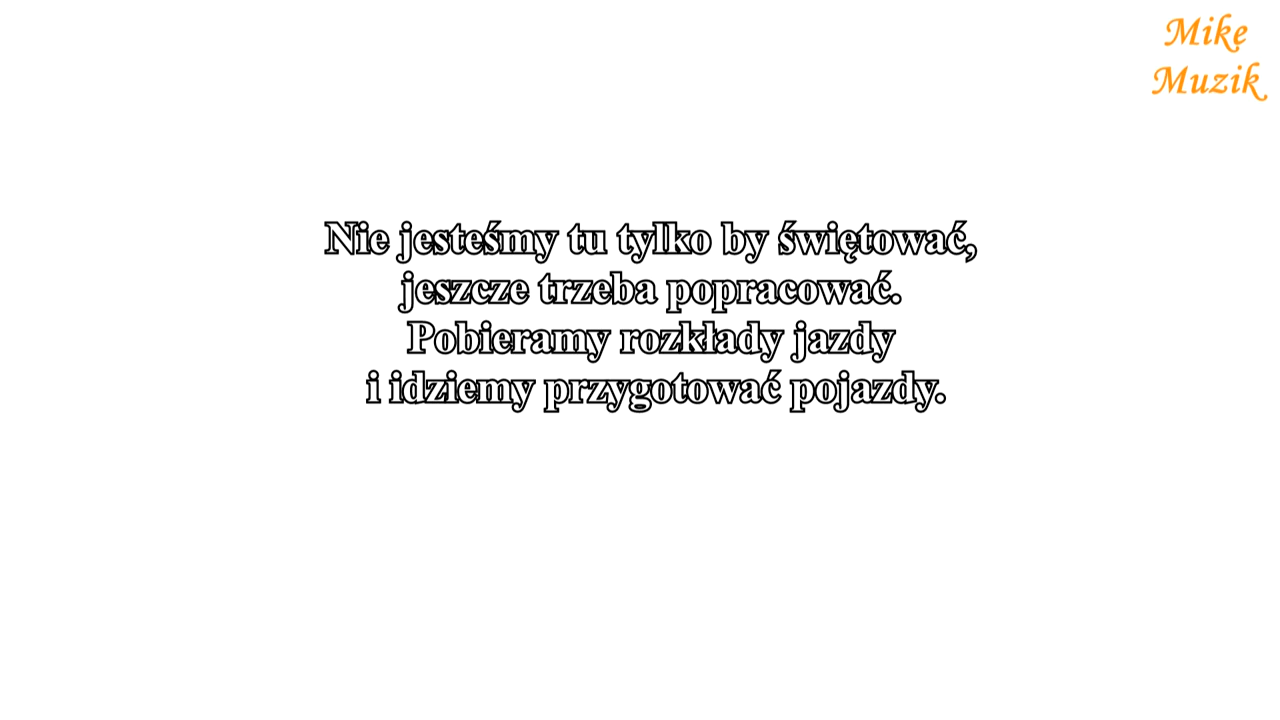 Mike
Muzik
Nie jesteśmy tu tylko by świętować,
jeszcze trzeba popracować.
Pobieramy rozkłady jazdy
i idziemy przygotować pojazdy.